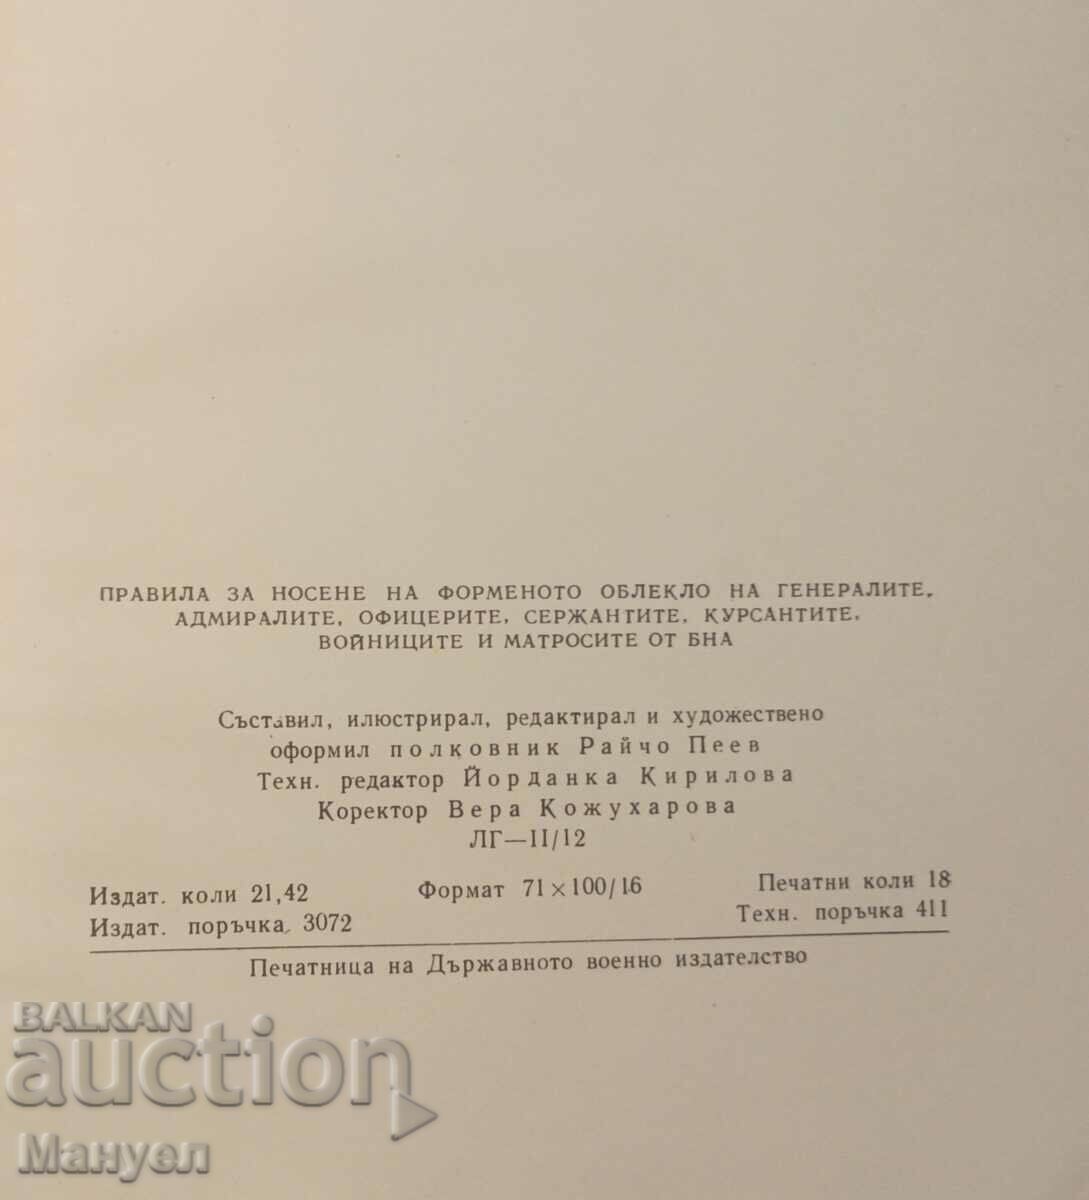 ПРАВИЛА ЗА НОСЕНЕ НА ФОРМЕНОТО ОБЛЕКЛО НА ГЕНЕРАЛИТЕ,
АДМИРАЛИТЕ, ОФИЦЕРИТЕ, СЕРЖАНТИТЕ, КУРСАНТИТЕ,
ВОЙНИЦИТЕ И МАТРОСИТЕ ОТ БНА
Съставил, илюстрирал, редактирал и художествено
оформил полковник Райчо Пеев
Техн. редактор Йорданка Кирилова
Коректор Вера Кожухарова
ЛГ—II/12
Издат. коли 21,42 Формат 71×100/16 Печатни коли 18
Издат. поръчка 3072 Техн. поръчка 411
Печатница на Държавното военно издателство
BALKAN
auction
Мануел